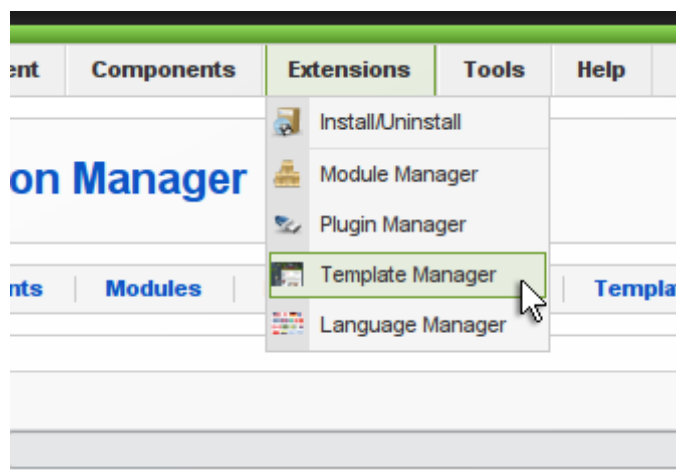 ent Components Extensions Tools Help
Install/Uninstall
on Manager
Module Manager
Plugin Manager
nts Modules Templa
Template Manager
Language Manager